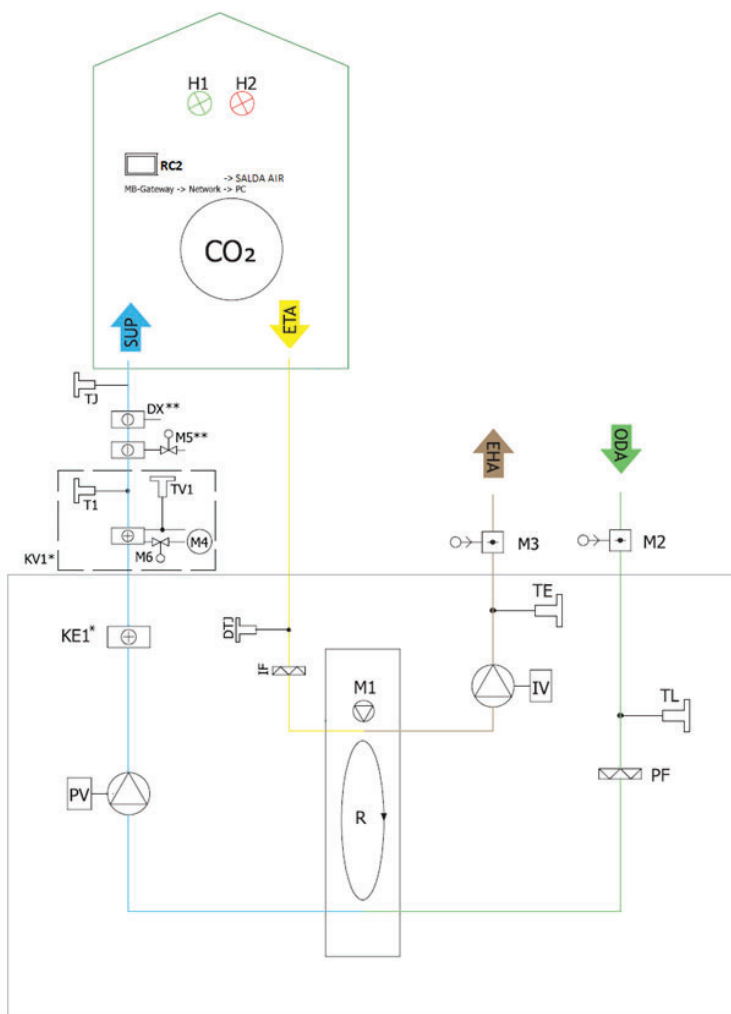 H1 H2
RC2
-> SALDA AIR
MB-Gateway -> Network -> PC
CO₂
SUP
ETA
TJ
DX**
M5**
EHA
ODA
T1
TV1
M4
M6
KV1*
M3
M2
TE
DTJ
KE1*
IF
M1
IV
TL
PF
PV
R